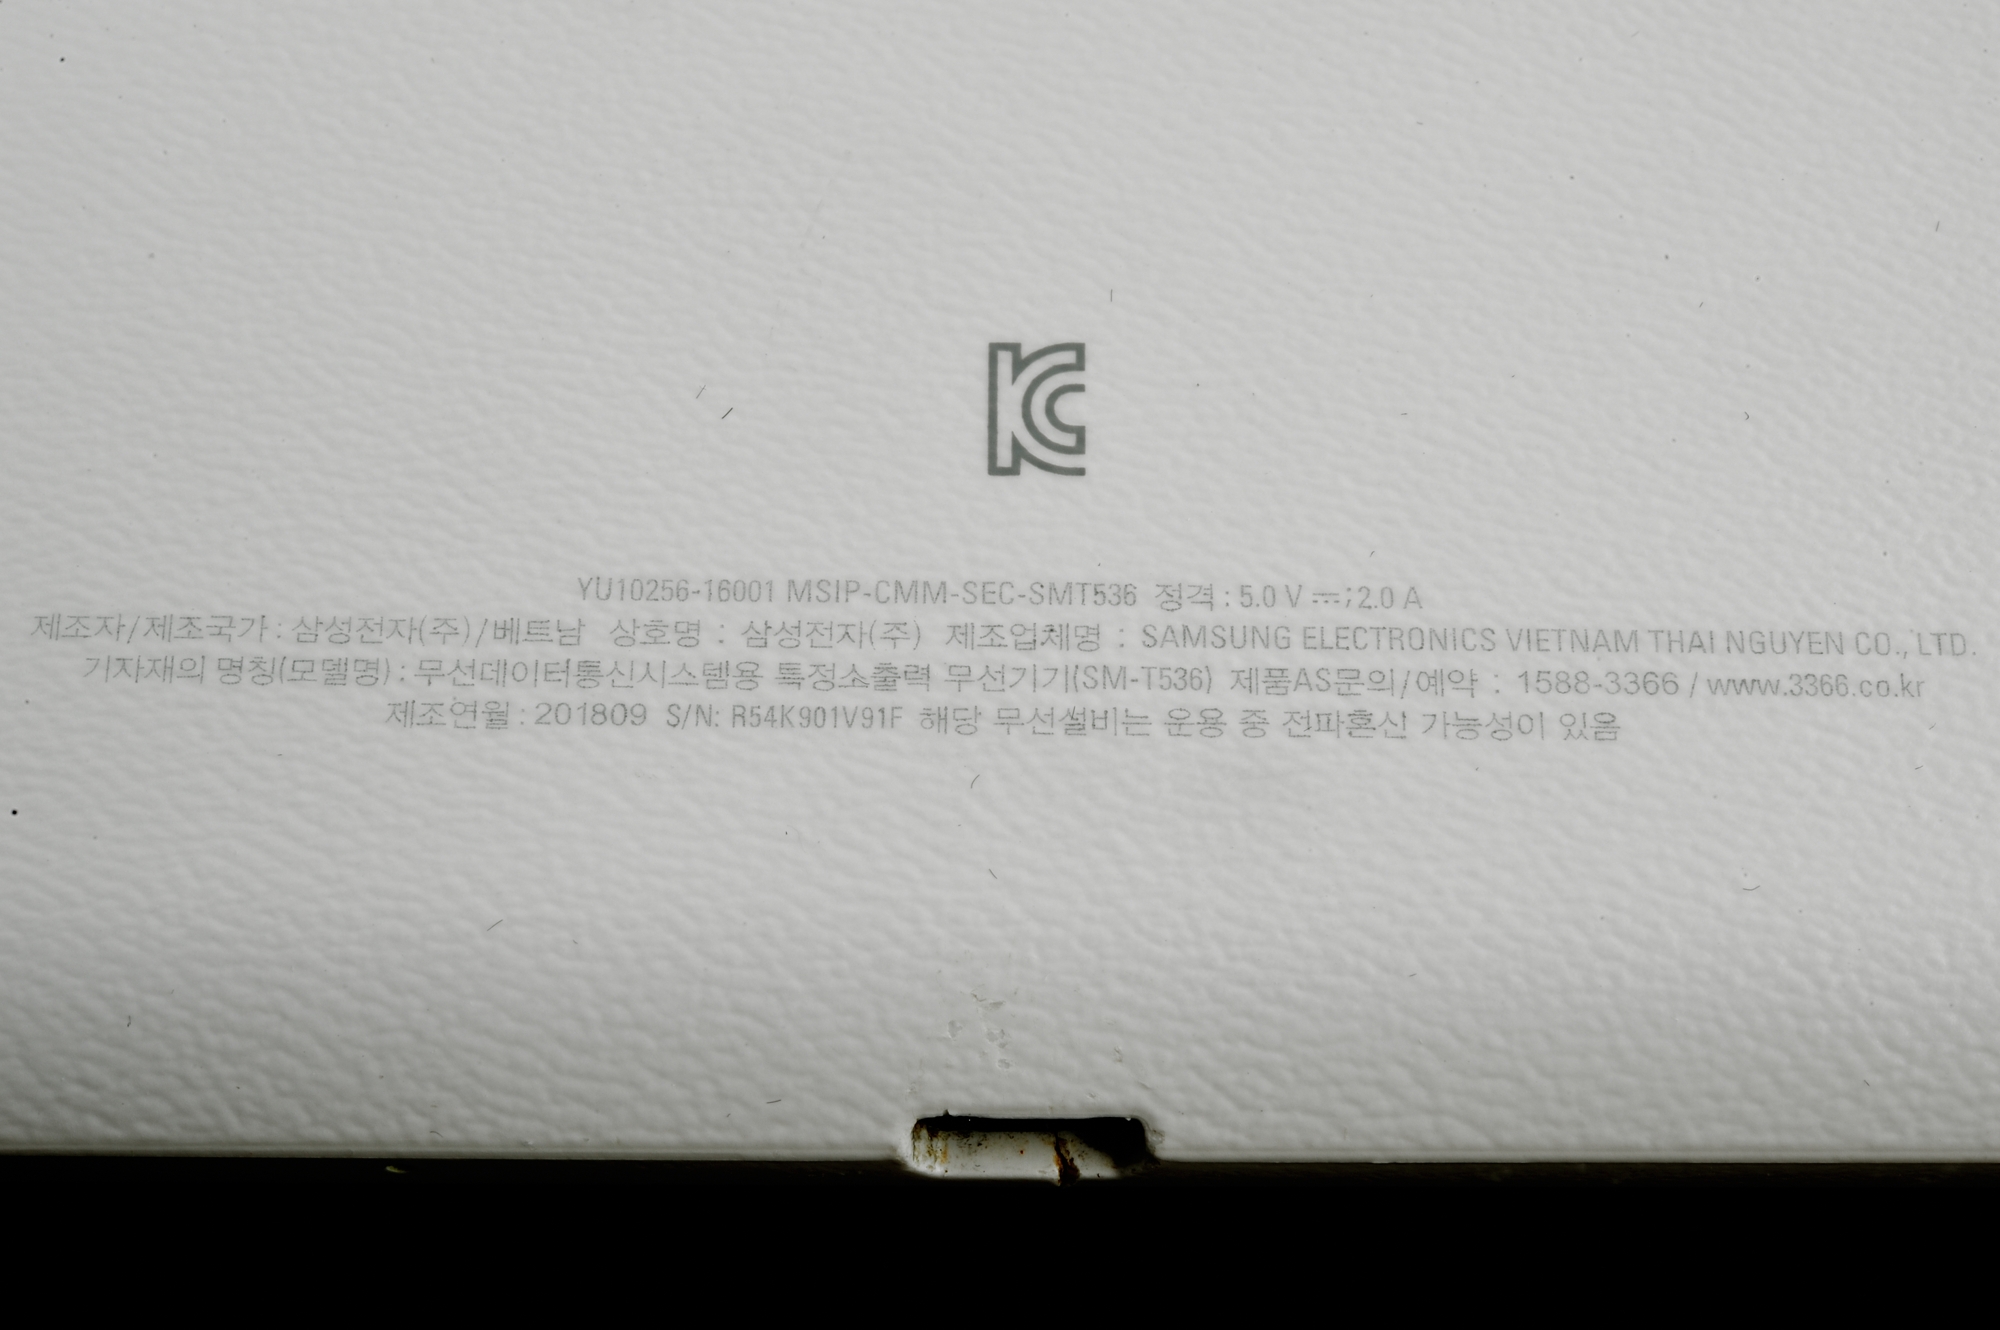 KC
YU10256-16001 MSIP-CMM-SEC-SMT536 정격 : 5.0 V ⎓; 2.0 A
제조자/제조국가 : 삼성전자(주)/베트남 상호명 : 삼성전자(주) 제조업체명 : SAMSUNG ELECTRONICS VIETNAM THAI NGUYEN CO., LTD.
기자재의 명칭(모델명) : 무선데이터통신시스템용 특정소출력 무선기기(SM-T536) 제품AS문의/예약 : 1588-3366 / www.3366.co.kr
제조연월 : 201809 S/N: R54K901V91F 해당 무선설비는 운용 중 전파혼신 가능성이 있음